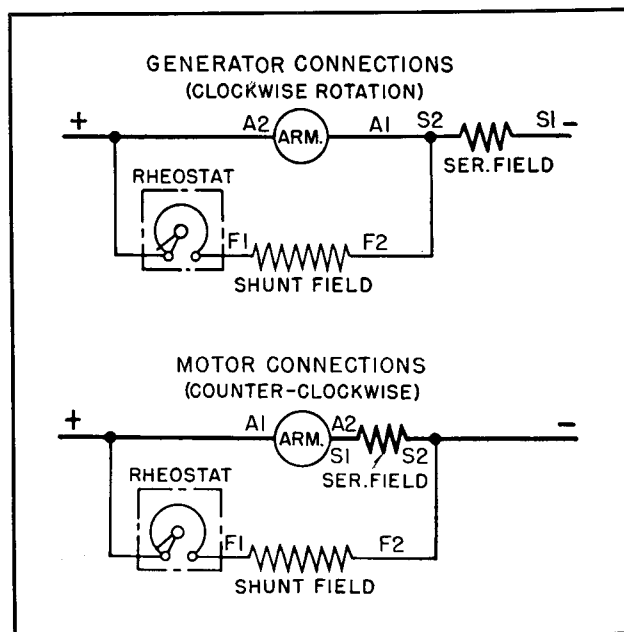 GENERATOR CONNECTIONS
(CLOCKWISE ROTATION)
+ A2 ARM. A1 S2 S1 -
SER. FIELD
RHEOSTAT
F1 F2
SHUNT FIELD
MOTOR CONNECTIONS
(COUNTER-CLOCKWISE)
+ A1 ARM. A2 -
S1 S2
RHEOSTAT SER. FIELD
F1 F2
SHUNT FIELD